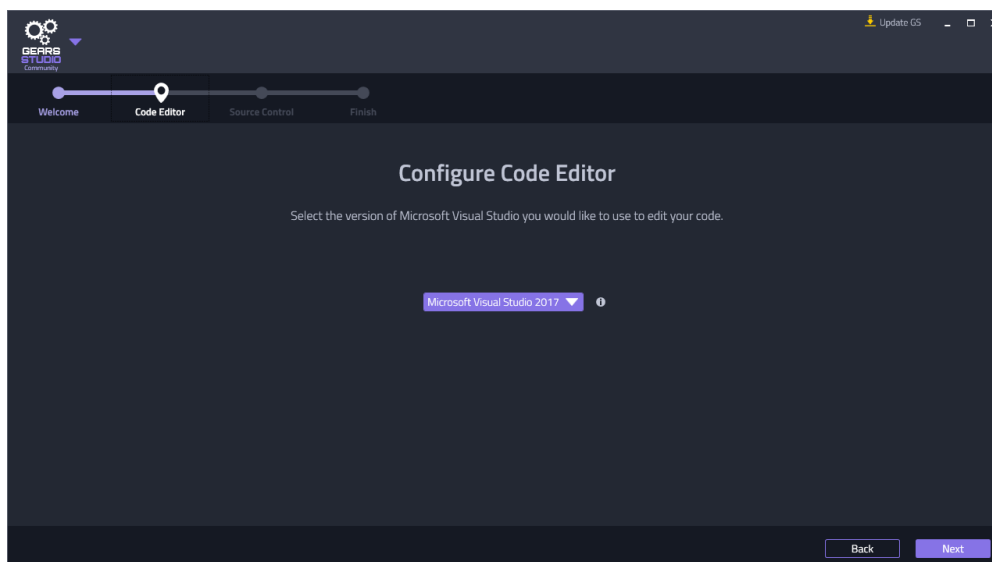 Update GS
GEARS
STUDIO
Community
Welcome
Code Editor
Source Control
Finish
Configure Code Editor
Select the version of Microsoft Visual Studio you would like to use to edit your code.
Microsoft Visual Studio 2017
Back
Next